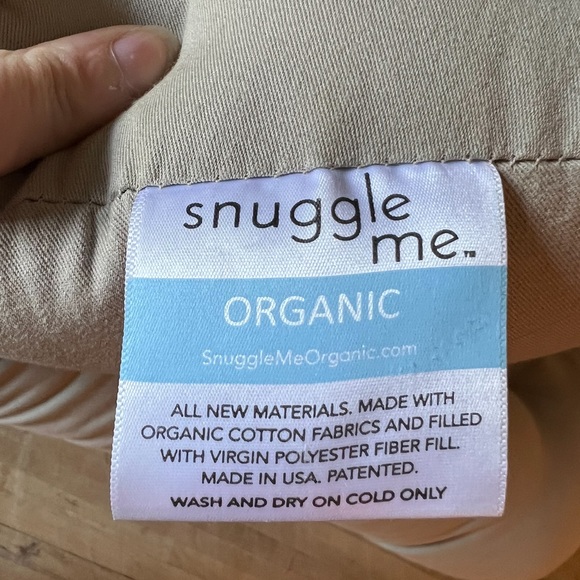 snuggle
me.™
ORGANIC
SnuggleMeOrganic.com
ALL NEW MATERIALS. MADE WITH
ORGANIC COTTON FABRICS AND FILLED
WITH VIRGIN POLYESTER FIBER FILL.
MADE IN USA. PATENTED.
WASH AND DRY ON COLD ONLY